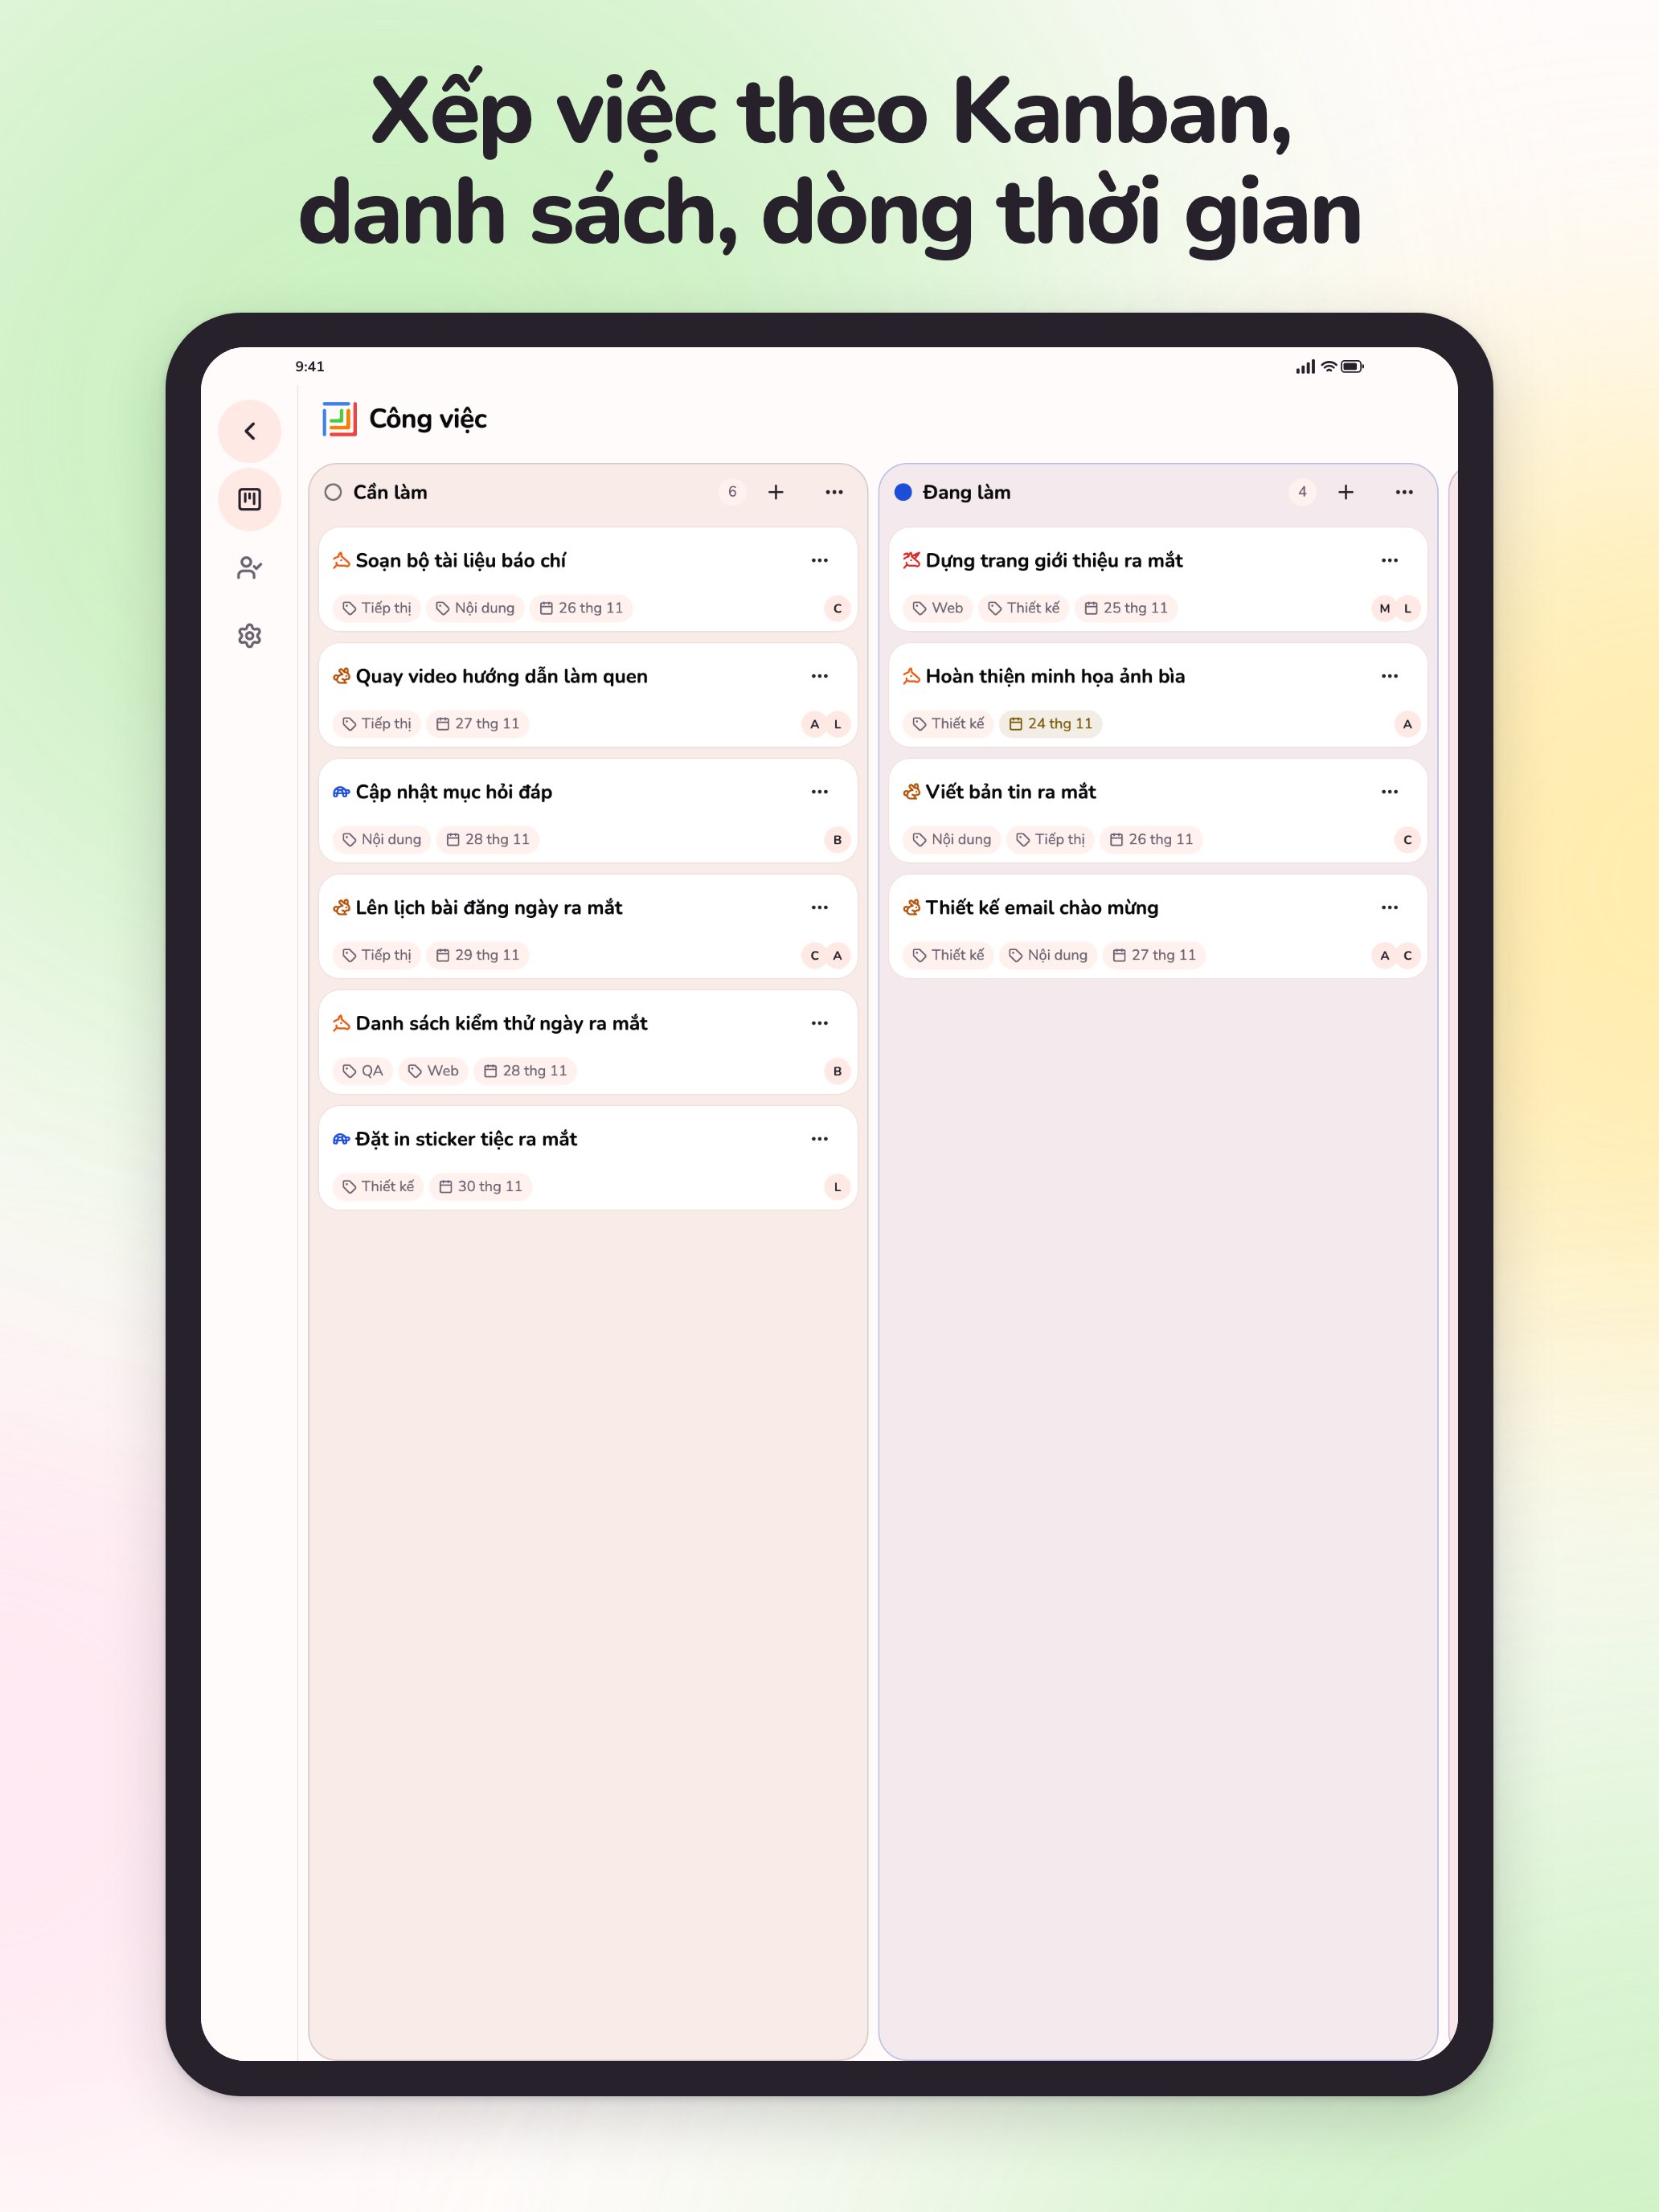 Xếp việc theo Kanban,
danh sách, dòng thời gian
9:41
Công việc
Cần làm 6
Soạn bộ tài liệu báo chí
Tiếp thị Nội dung 26 thg 11 C
Quay video hướng dẫn làm quen
Tiếp thị 27 thg 11 A L
Cập nhật mục hỏi đáp
Nội dung 28 thg 11 B
Lên lịch bài đăng ngày ra mắt
Tiếp thị 29 thg 11 C A
Danh sách kiểm thử ngày ra mắt
QA Web 28 thg 11 B
Đặt in sticker tiệc ra mắt
Thiết kế 30 thg 11 L
Đang làm 4
Dựng trang giới thiệu ra mắt
Web Thiết kế 25 thg 11 M L
Hoàn thiện minh họa ảnh bìa
Thiết kế 24 thg 11 A
Viết bản tin ra mắt
Nội dung Tiếp thị 26 thg 11 C
Thiết kế email chào mừng
Thiết kế Nội dung 27 thg 11 A C